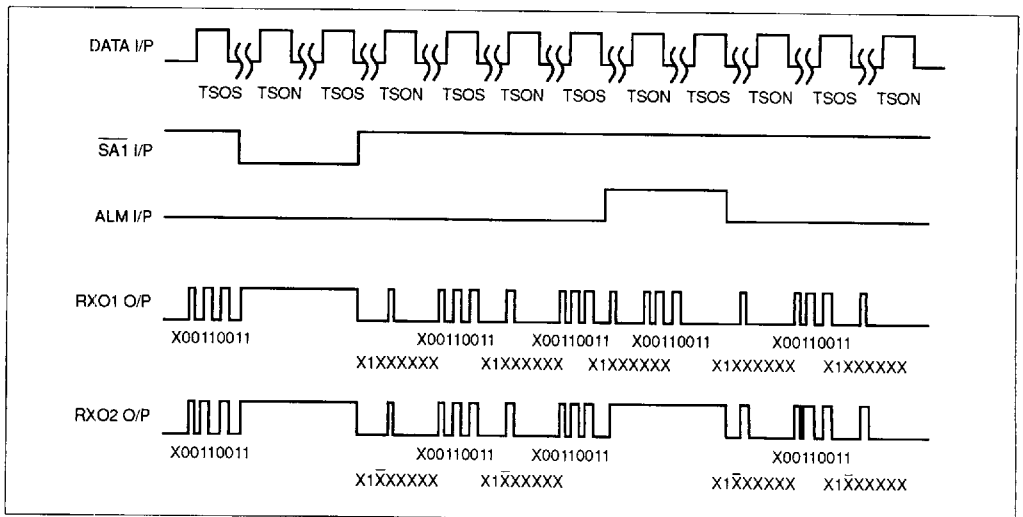 DATA I/P
TSOS TSON TSOS TSON TSOS TSON TSOS TSON TSOS TSON TSOS TSON
S̅A̅1̅ I/P
ALM I/P
RXO1 O/P
X00110011 X00110011 X00110011 X00110011 X00110011
X1XXXXXX X1XXXXXX X1XXXXXX X1XXXXXX X1XXXXXX
RXO2 O/P
X00110011 X00110011 X00110011 X00110011
X1X̅XXXXX X1X̅XXXXX X1X̅XXXXX X1X̅XXXXX